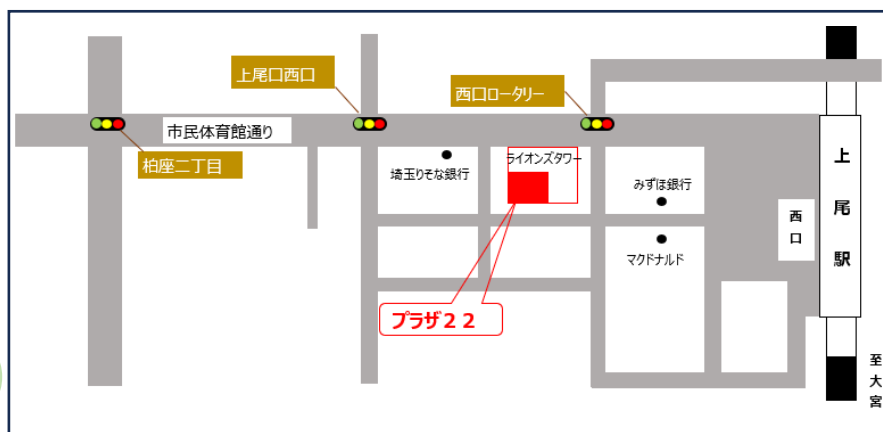 上尾口西口
西口ロータリー
市民体育館通り
柏座二丁目
埼玉りそな銀行
ライオンズタワー
みずほ銀行
マクドナルド
プラザ22
西口
上尾駅
至大宮